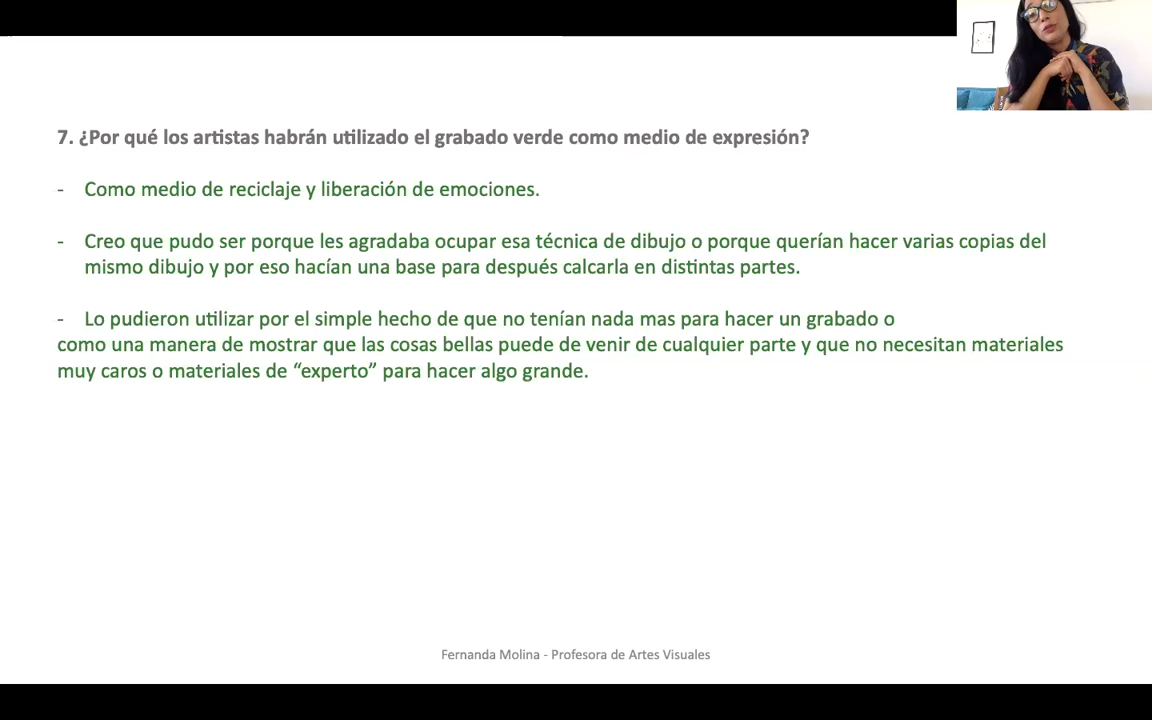 7. ¿Por qué los artistas habrán utilizado el grabado verde como medio de expresión?
- Como medio de reciclaje y liberación de emociones.
- Creo que pudo ser porque les agradaba ocupar esa técnica de dibujo o porque querían hacer varias copias del
mismo dibujo y por eso hacían una base para después calcarla en distintas partes.
- Lo pudieron utilizar por el simple hecho de que no tenían nada mas para hacer un grabado o
como una manera de mostrar que las cosas bellas puede de venir de cualquier parte y que no necesitan materiales
muy caros o materiales de “experto” para hacer algo grande.
Fernanda Molina - Profesora de Artes Visuales